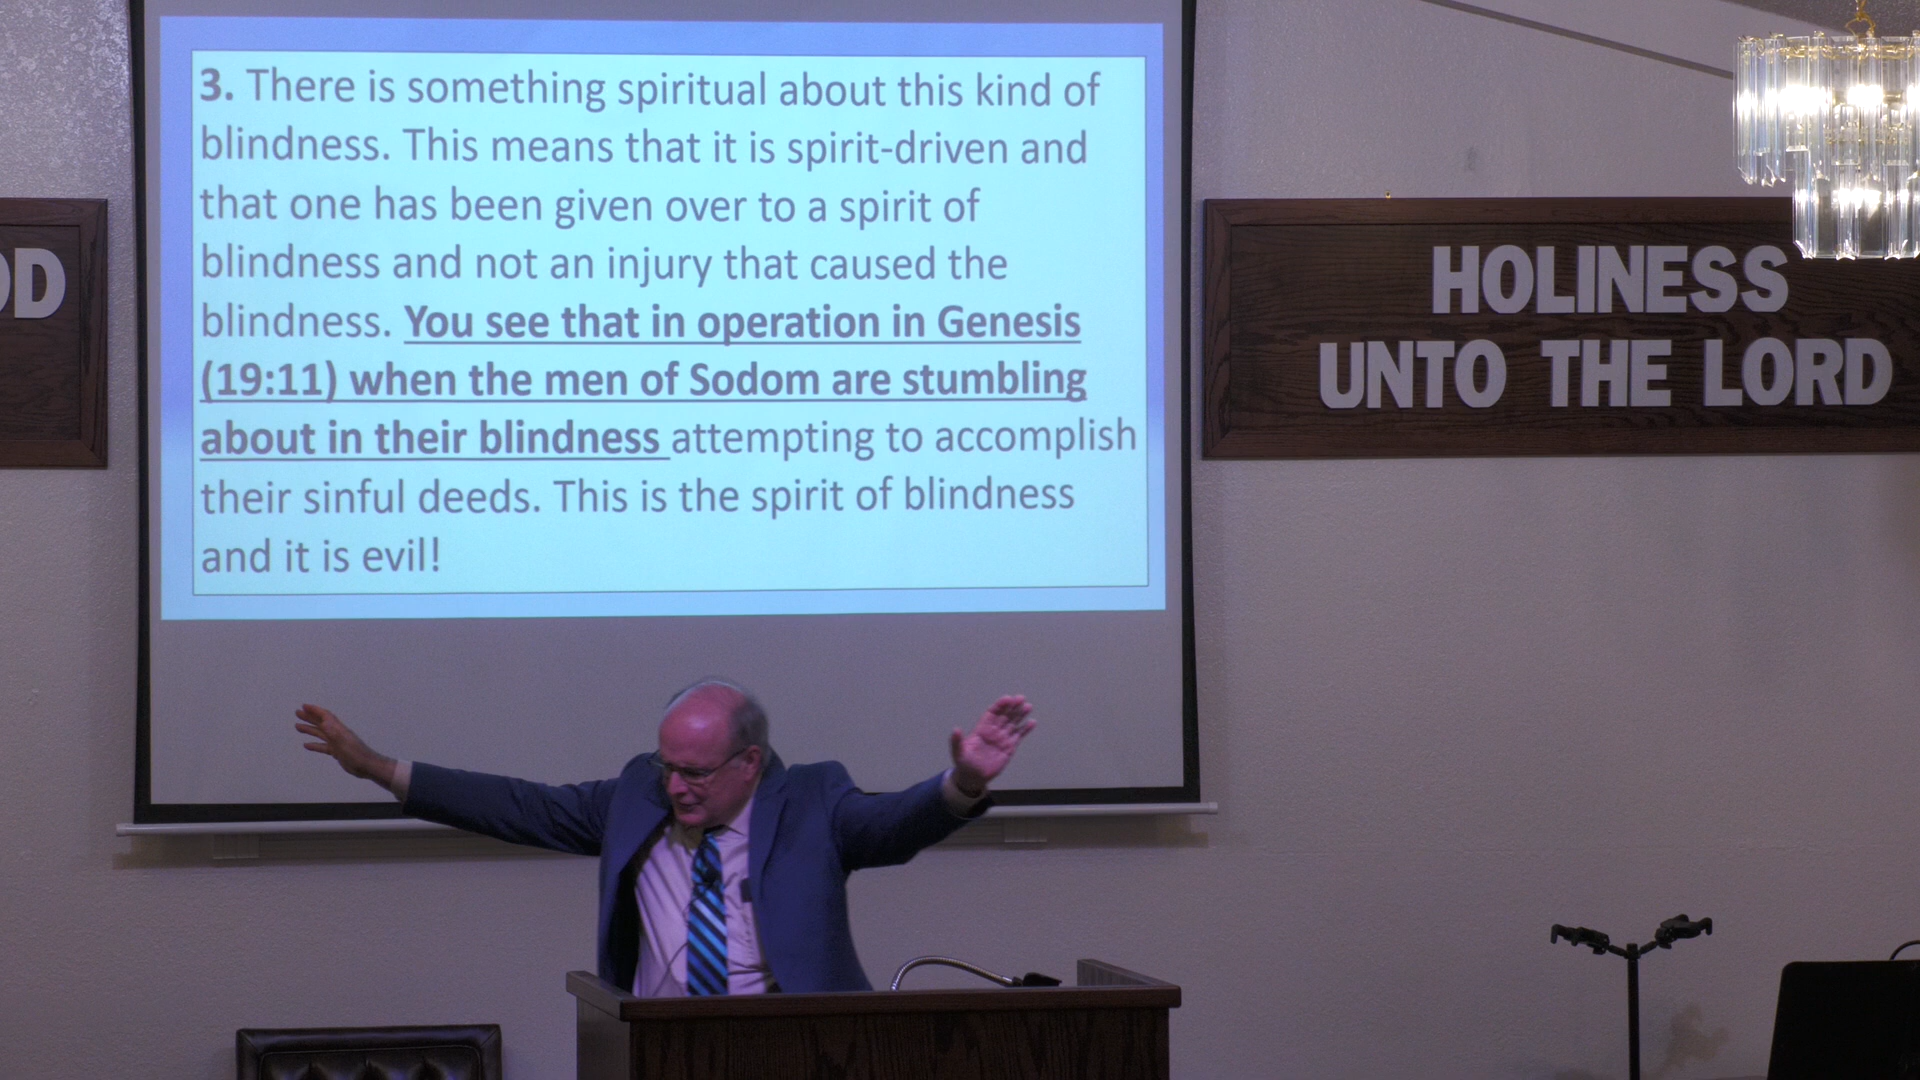 3. There is something spiritual about this kind of
blindness. This means that it is spirit-driven and
that one has been given over to a spirit of
blindness and not an injury that caused the
blindness. You see that in operation in Genesis
(19:11) when the men of Sodom are stumbling
about in their blindness attempting to accomplish
their sinful deeds. This is the spirit of blindness
and it is evil!
OD
HOLINESS
UNTO THE LORD